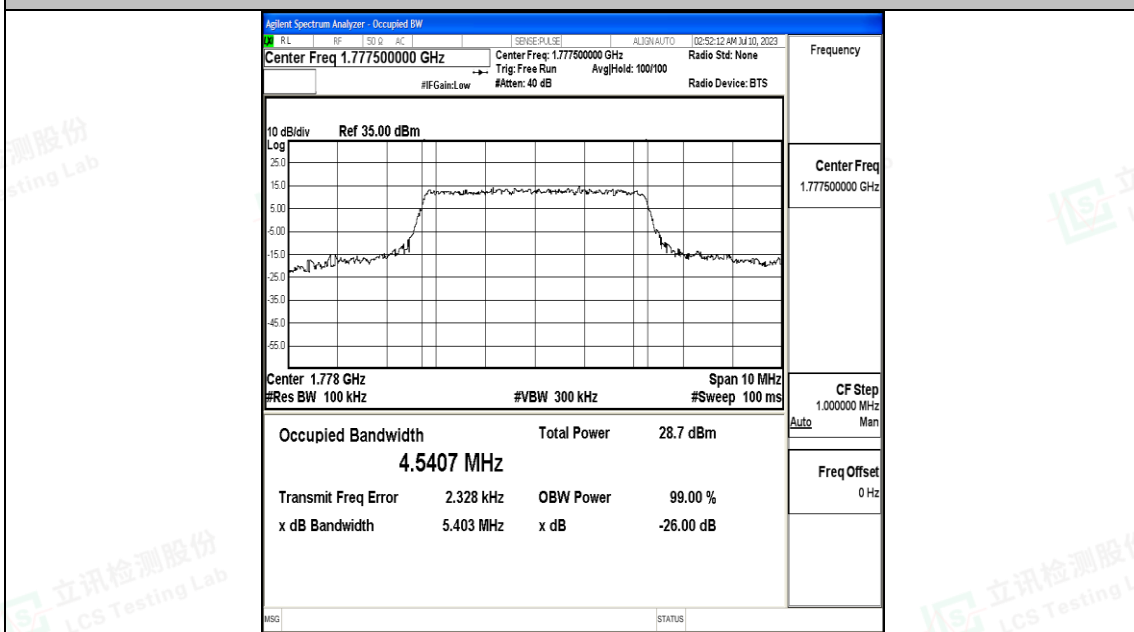 Agilent Spectrum Analyzer - Occupied BW
RL RF 50 Ω AC SENSE:PULSE ALIGN AUTO 02:52:12 AM Jul 10, 2023
Center Freq 1.777500000 GHz
Center Freq: 1.777500000 GHz Radio Std: None
Trig: Free Run Avg|Hold: 100/100
#IFGain:Low #Atten: 40 dB Radio Device: BTS
Frequency
10 dB/div Ref 35.00 dBm
Log
25.0
15.0
5.00
-5.00
-15.0
-25.0
-35.0
-45.0
-55.0
Center 1.778 GHz Span 10 MHz
#Res BW 100 kHz #VBW 300 kHz #Sweep 100 ms
Center Freq
1.777500000 GHz
CF Step
1.000000 MHz
Auto Man
Freq Offset
0 Hz
Occupied Bandwidth Total Power 28.7 dBm
4.5407 MHz
Transmit Freq Error 2.328 kHz OBW Power 99.00 %
x dB Bandwidth 5.403 MHz x dB -26.00 dB
MSG STATUS
立讯检测股份
LCS Testing Lab
立讯检测股份
LCS Testing L
测股份
sting Lab